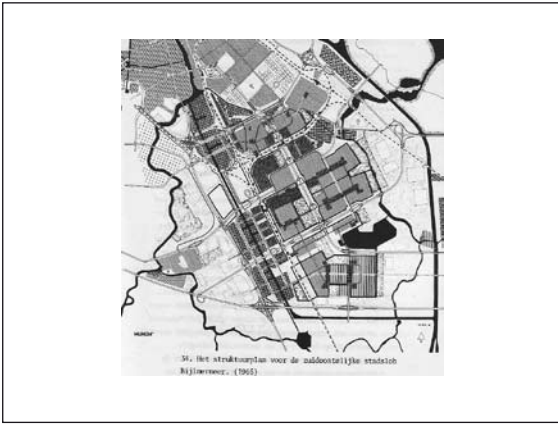 34. Het struktuurplan voor de zuidoostelijke stadslob
Bijlmermeer. (1965)